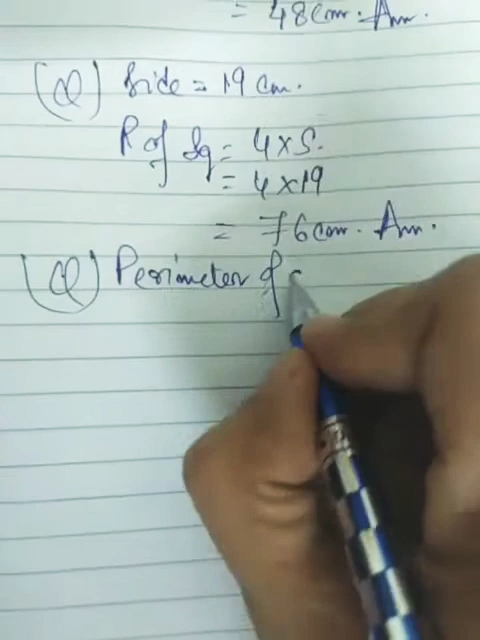 = 48 cm. Ans.
(Q) Side = 19 cm.
P of Sq = 4 × S.
= 4 × 19
= 76 cm. Ans.
(Q) Perimeter of